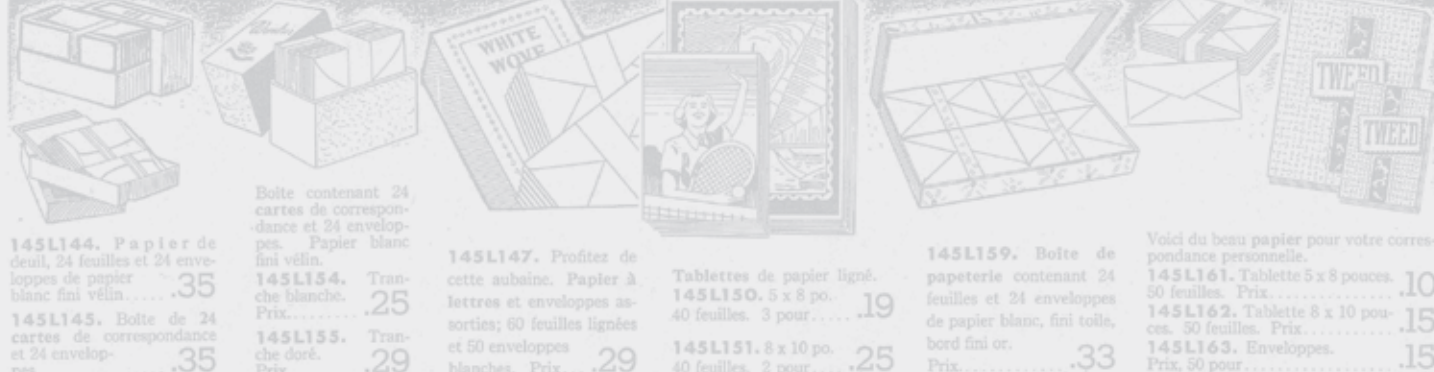 WHITE
WOVE
TWEED
TWEED
145L144. Papier de
deuil, 24 feuilles et 24 enve-
loppes de papier
blanc fini vélin..... .35
145L145. Boîte de 24
cartes de correspondance
et 24 envelop-
pes .35
Boîte contenant 24
cartes de correspon-
dance et 24 envelop-
pes. Papier blanc
fini vélin.
145L154. Tran-
che blanche.
Prix........ .25
145L155. Tran-
che doré.
Prix .29
145L147. Profitez de
cette aubaine. Papier à
lettres et enveloppes as-
sorties; 60 feuilles lignées
et 50 enveloppes
blanches. Prix .29
Tablettes de papier ligné.
145L150. 5 x 8 po.
40 feuilles. 3 pour..... .19
145L151. 8 x 10 po.
40 feuilles. 2 pour..... .25
145L159. Boîte de
papeterie contenant 24
feuilles et 24 enveloppes
de papier blanc, fini toile,
bord fini or.
Prix............ .33
Voici du beau papier pour votre corres-
pondance personnelle.
145L161. Tablette 5 x 8 pouces.
50 feuilles. Prix............. .10
145L162. Tablette 8 x 10 pou-
ces. 50 feuilles. Prix........... .15
145L163. Enveloppes.
Prix, 50 pour.............. .15